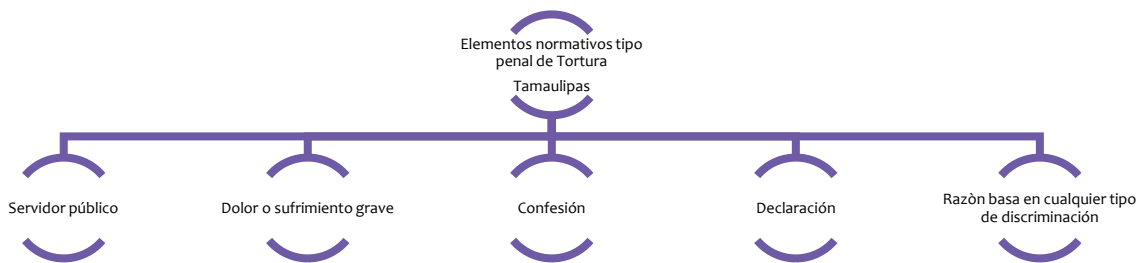 Elementos normativos tipo
penal de Tortura
Tamaulipas
Servidor público
Dolor o sufrimiento grave
Confesión
Declaración
Razòn basa en cualquier tipo
de discriminación